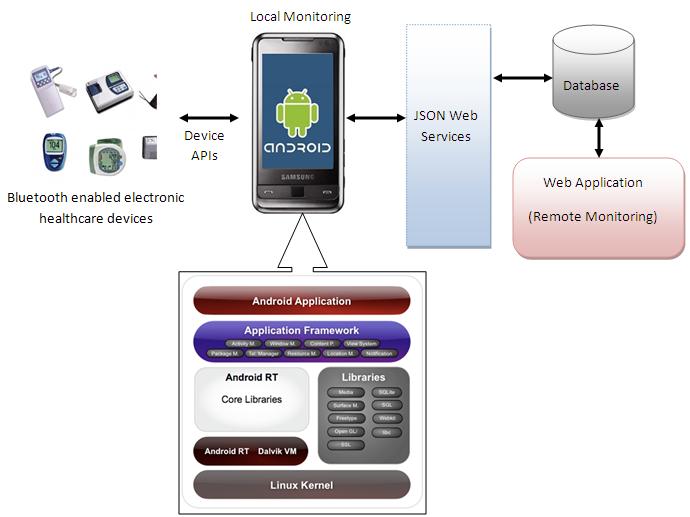 Local Monitoring
ANDROID
SAMSUNG
Device
APIs
Bluetooth enabled electronic
healthcare devices
JSON Web
Services
Database
Web Application
(Remote Monitoring)
Android Application
Application Framework
Activity M. Window M. Content P. View System
Package M. Tel. Manager Resource M. Location M. Notification
Android RT
Core Libraries
Android RT Dalvik VM
Libraries
Media SQLite
Surface M. SGL
Freetype Webkit
Open GL/ libc
SSL
Linux Kernel